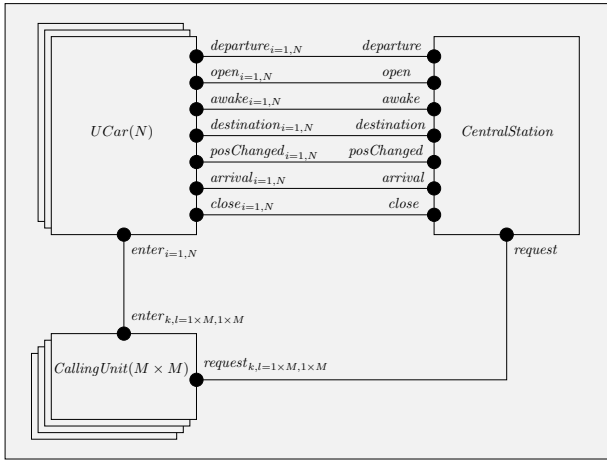 departure_{i=1,N} departure
open_{i=1,N} open
awake_{i=1,N} awake
UCar(N) destination_{i=1,N} destination CentralStation
posChanged_{i=1,N} posChanged
arrival_{i=1,N} arrival
close_{i=1,N} close
enter_{i=1,N} request
enter_{k,l=1×M,1×M}
CallingUnit(M × M) request_{k,l=1×M,1×M}